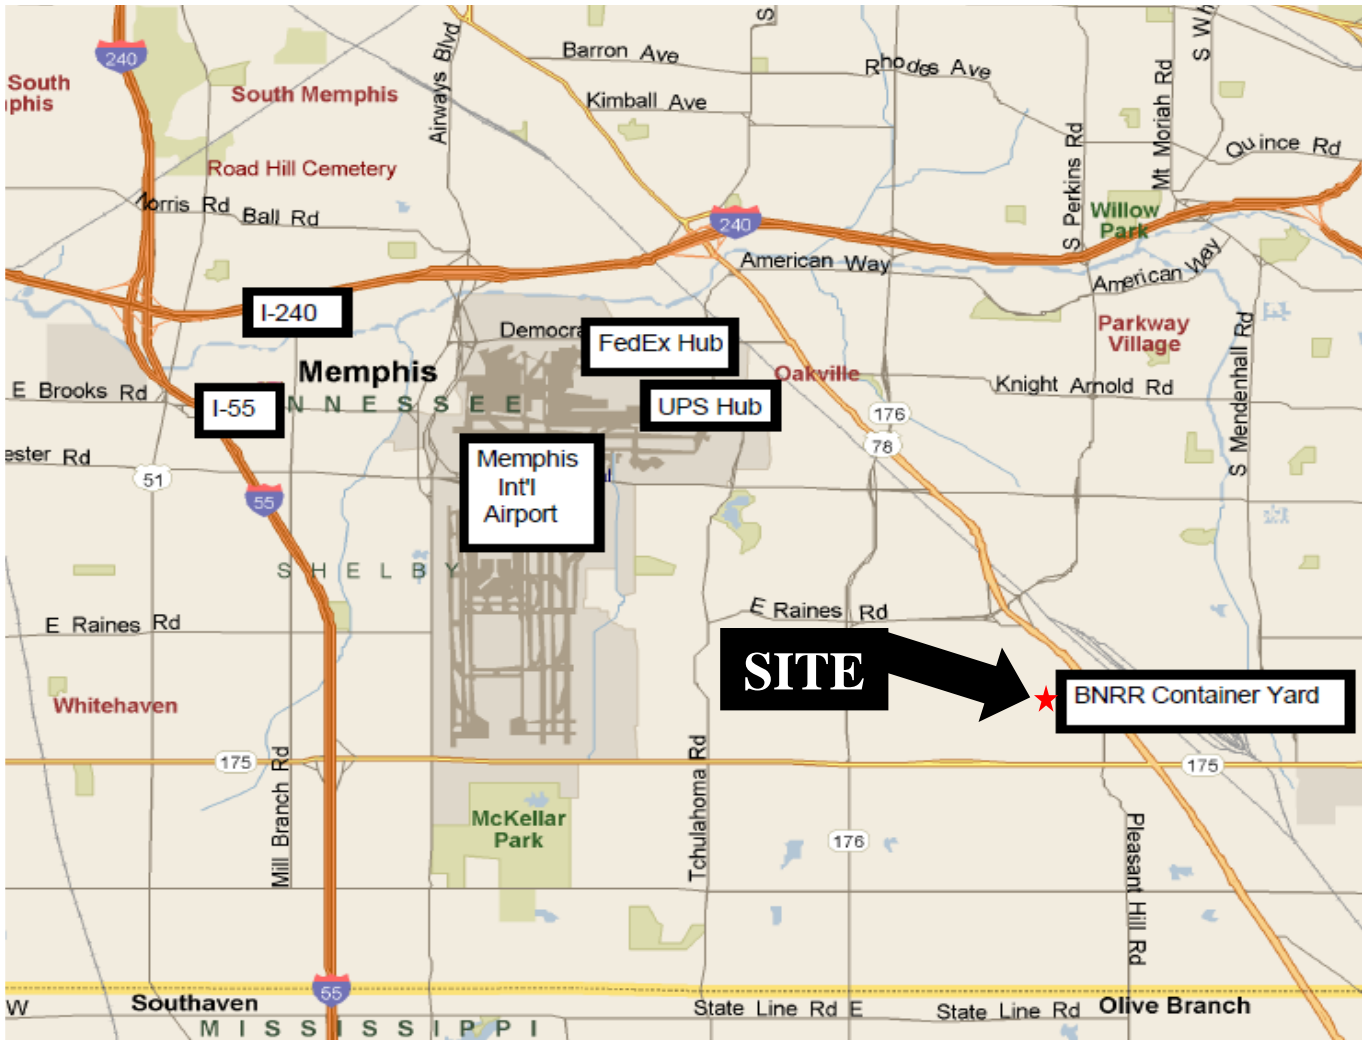 S
S Wh
Airways Blvd
Barron Ave
Rhodes Ave
240
South
phis
South Memphis
Kimball Ave
S Perkins Rd
Mt Moriah Rd
Quince Rd
Road Hill Cemetery
Norris Rd
Ball Rd
240
Willow
Park
American Way
American Way
I-240
Democra
FedEx Hub
Parkway
Village
Memphis
Oakville
Knight Arnold Rd
S Mendenhall Rd
E Brooks Rd
I-55
N N E S S E E
UPS Hub
176
78
ester Rd
51
55
Memphis
Int'l
Airport
al
S H E L B Y
E Raines Rd
E Raines Rd
SITE
BNRR Container Yard
Whitehaven
175
Mill Branch Rd
Tchulahoma Rd
175
McKellar
Park
176
Pleasant Hill Rd
55
W
Southaven
State Line Rd E
State Line Rd
Olive Branch
M I S S I S S I P P I